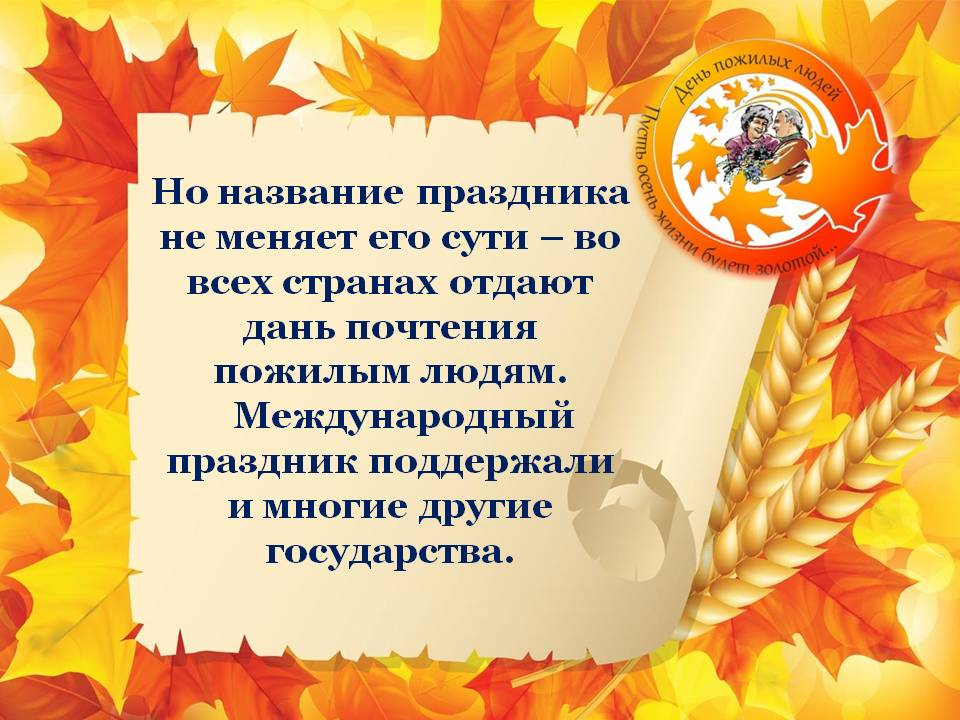 День пожилых людей
Пусть осень жизни будет золотой...
Но название праздника
не меняет его сути – во
всех странах отдают
дань почтения
пожилым людям.
Международный
праздник поддержали
и многие другие
государства.